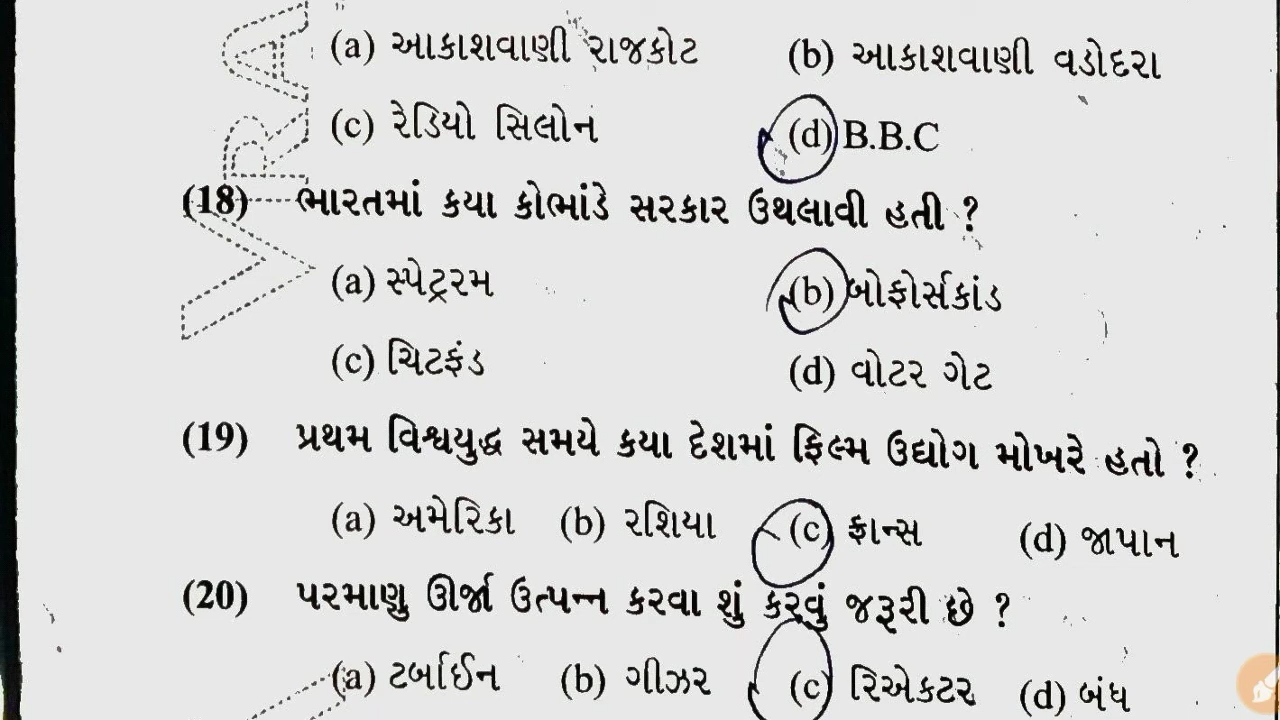 (a) આકાશવાણી રાજકોટ (b) આકાશવાણી વડોદરા
(c) રેડિયો સિલોન (d) B.B.C
(18) ભારતમાં કયા કોભાંડે સરકાર ઉથલાવી હતી ?
(a) સ્પેટ્રરમ (b) બોફોર્સકાંડ
(c) ચિટફંડ (d) વોટર ગેટ
(19) પ્રથમ વિશ્વયુદ્ધ સમયે કયા દેશમાં ફિલ્મ ઉદ્યોગ મોખરે હતો ?
(a) અમેરિકા (b) રશિયા (c) ફ્રાન્સ (d) જાપાન
(20) પરમાણુ ઊર્જા ઉત્પન્ન કરવા શું કરવું જરૂરી છે ?
(a) ટર્બાઈન (b) ગીઝર (c) રિએકટર (d) બંધ